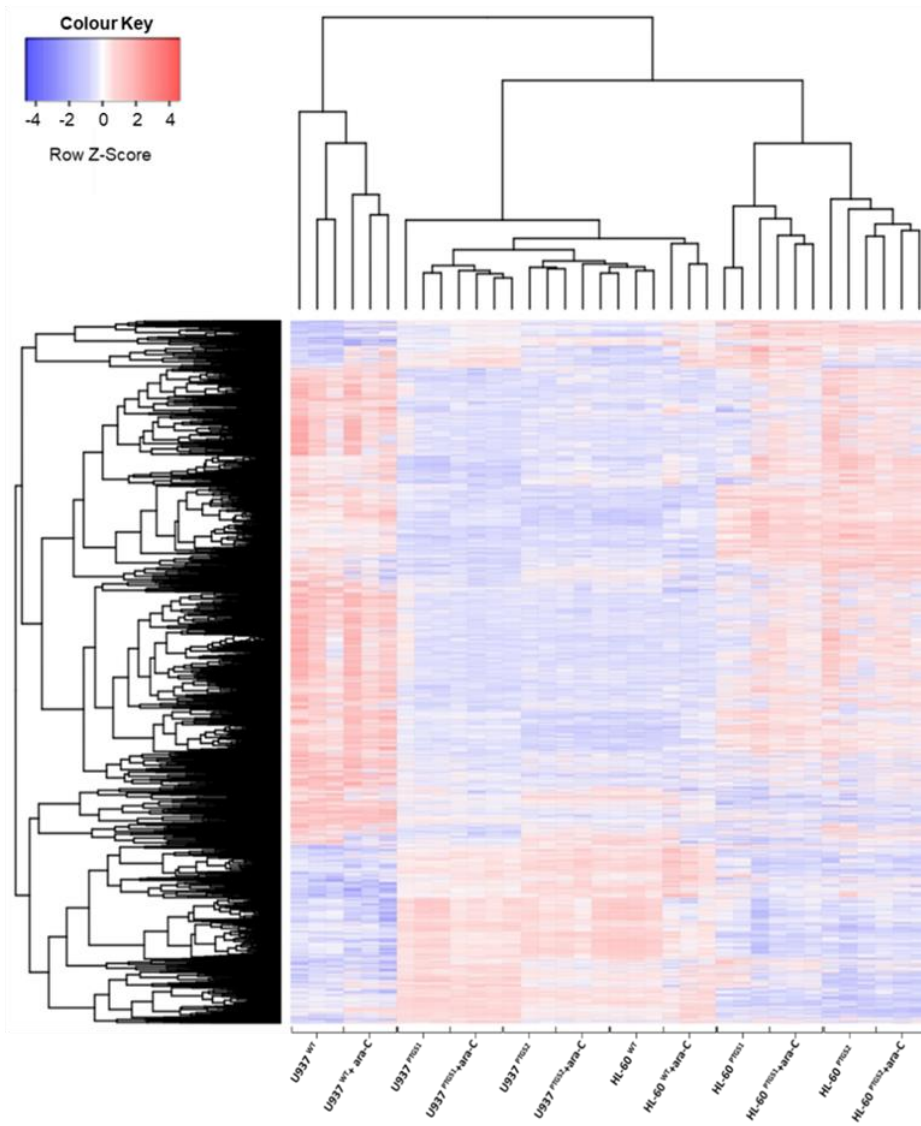 Colour Key
-4 -2 0 2 4
Row Z-Score
U937 WT
U937 WT+ ara-C
U937 PTGS1
U937 PTGS1+ara-C
U937 PTGS2
U937 PTGS2+ara-C
HL-60 WT
HL-60 WT+ara-C
HL-60 PTGS1
HL-60 PTGS1+ara-C
HL-60 PTGS2
HL-60 PTGS2+ara-C